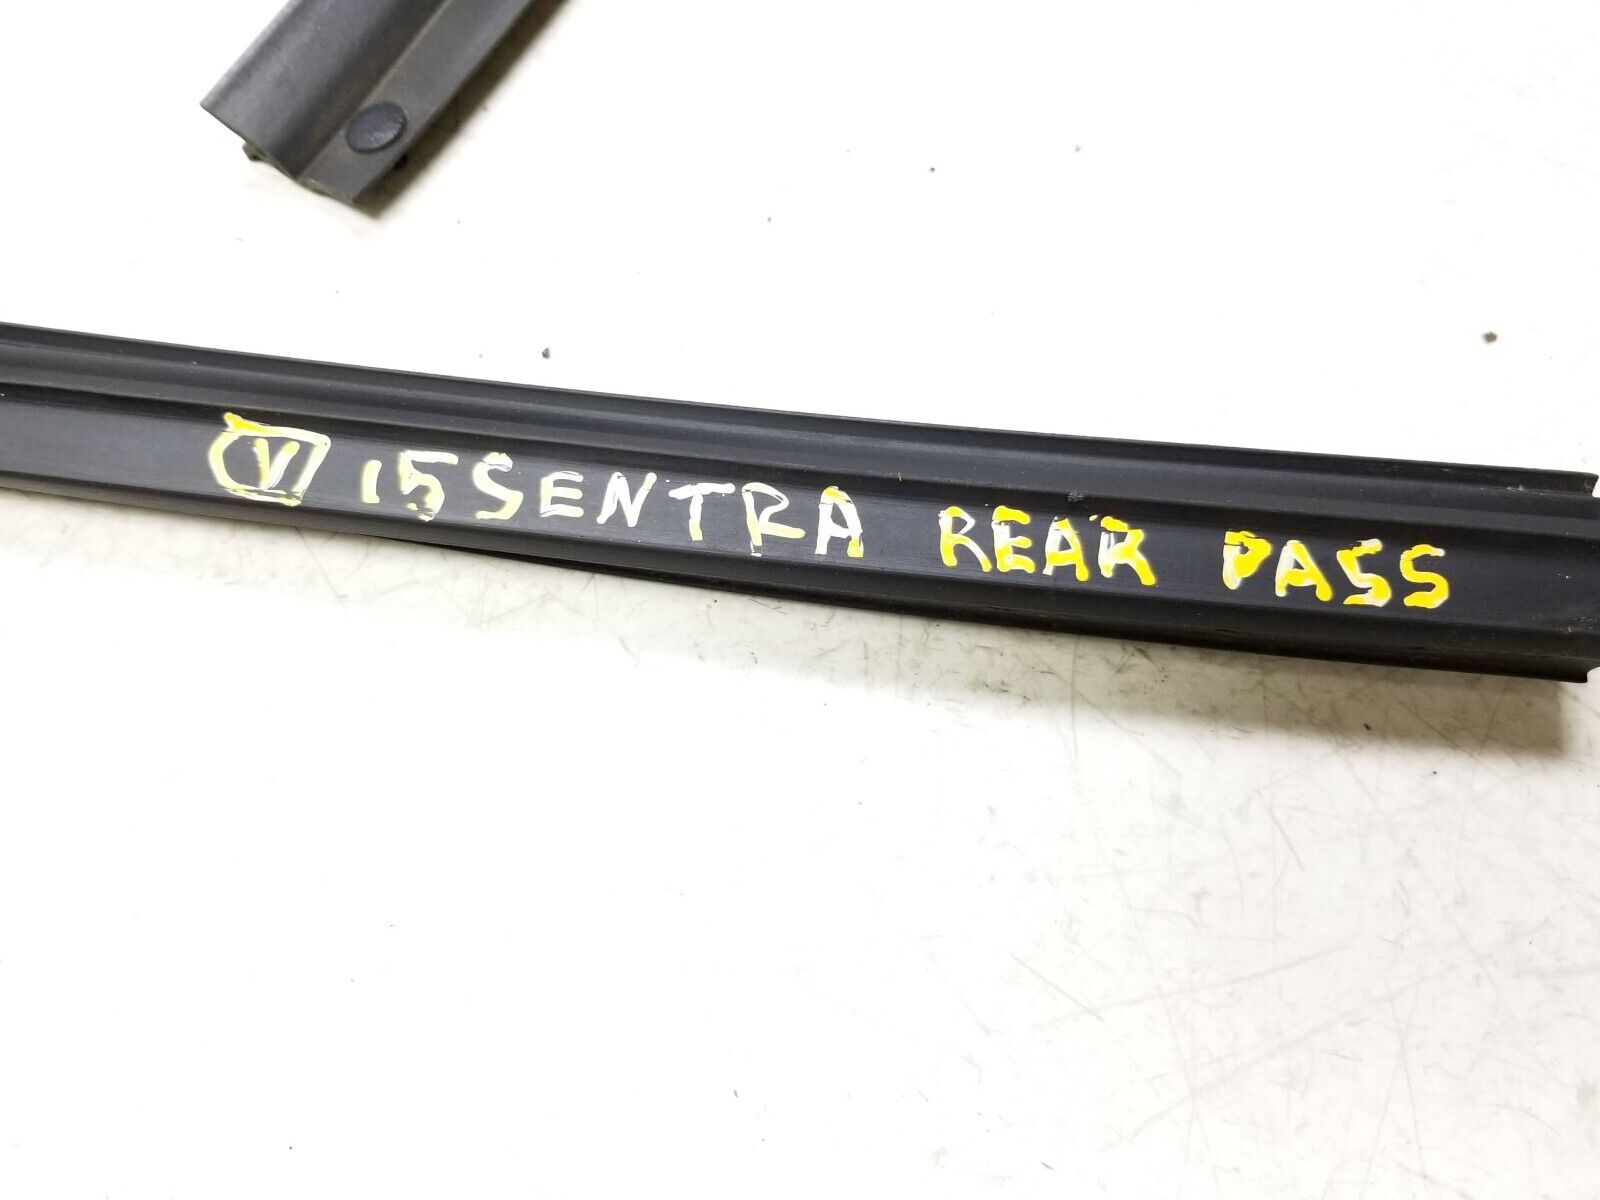 V 15 SENTRA REAR PASS